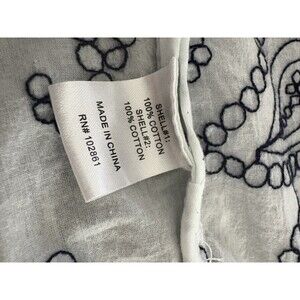 SHELL#1:
100% COTTON
SHELL#2:
100% COTTON
MADE IN CHINA
RN# 102861